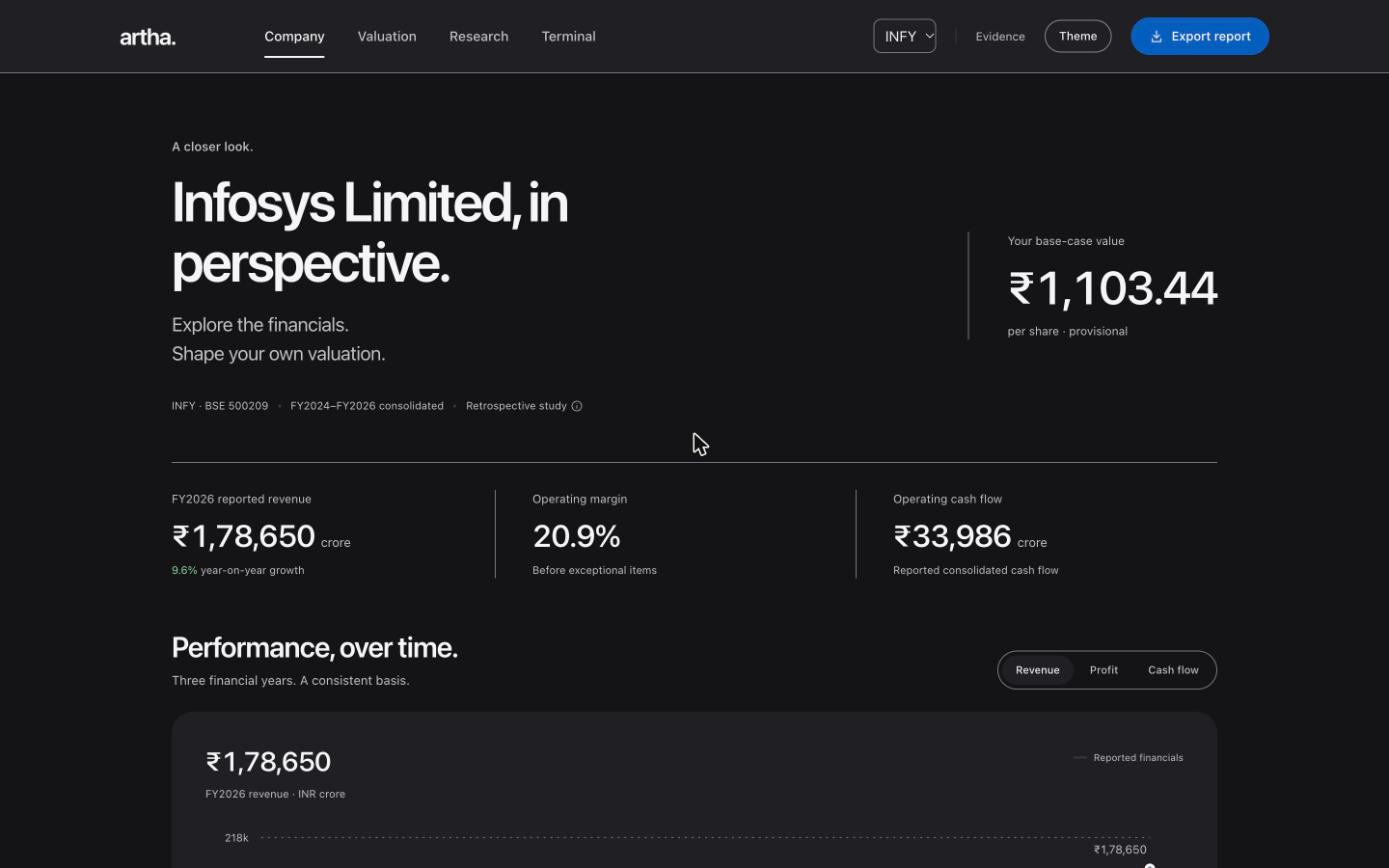 artha.
Company
Valuation
Research
Terminal
INFY
Evidence
Theme
Export report
A closer look.
Infosys Limited, in
perspective.
Explore the financials.
Shape your own valuation.
INFY · BSE 500209 · FY2024–FY2026 consolidated · Retrospective study
Your base-case value
₹1,103.44
per share · provisional
FY2026 reported revenue
₹1,78,650 crore
9.6% year-on-year growth
Operating margin
20.9%
Before exceptional items
Operating cash flow
₹33,986 crore
Reported consolidated cash flow
Performance, over time.
Three financial years. A consistent basis.
Revenue
Profit
Cash flow
₹1,78,650
FY2026 revenue · INR crore
Reported financials
218k
₹1,78,650